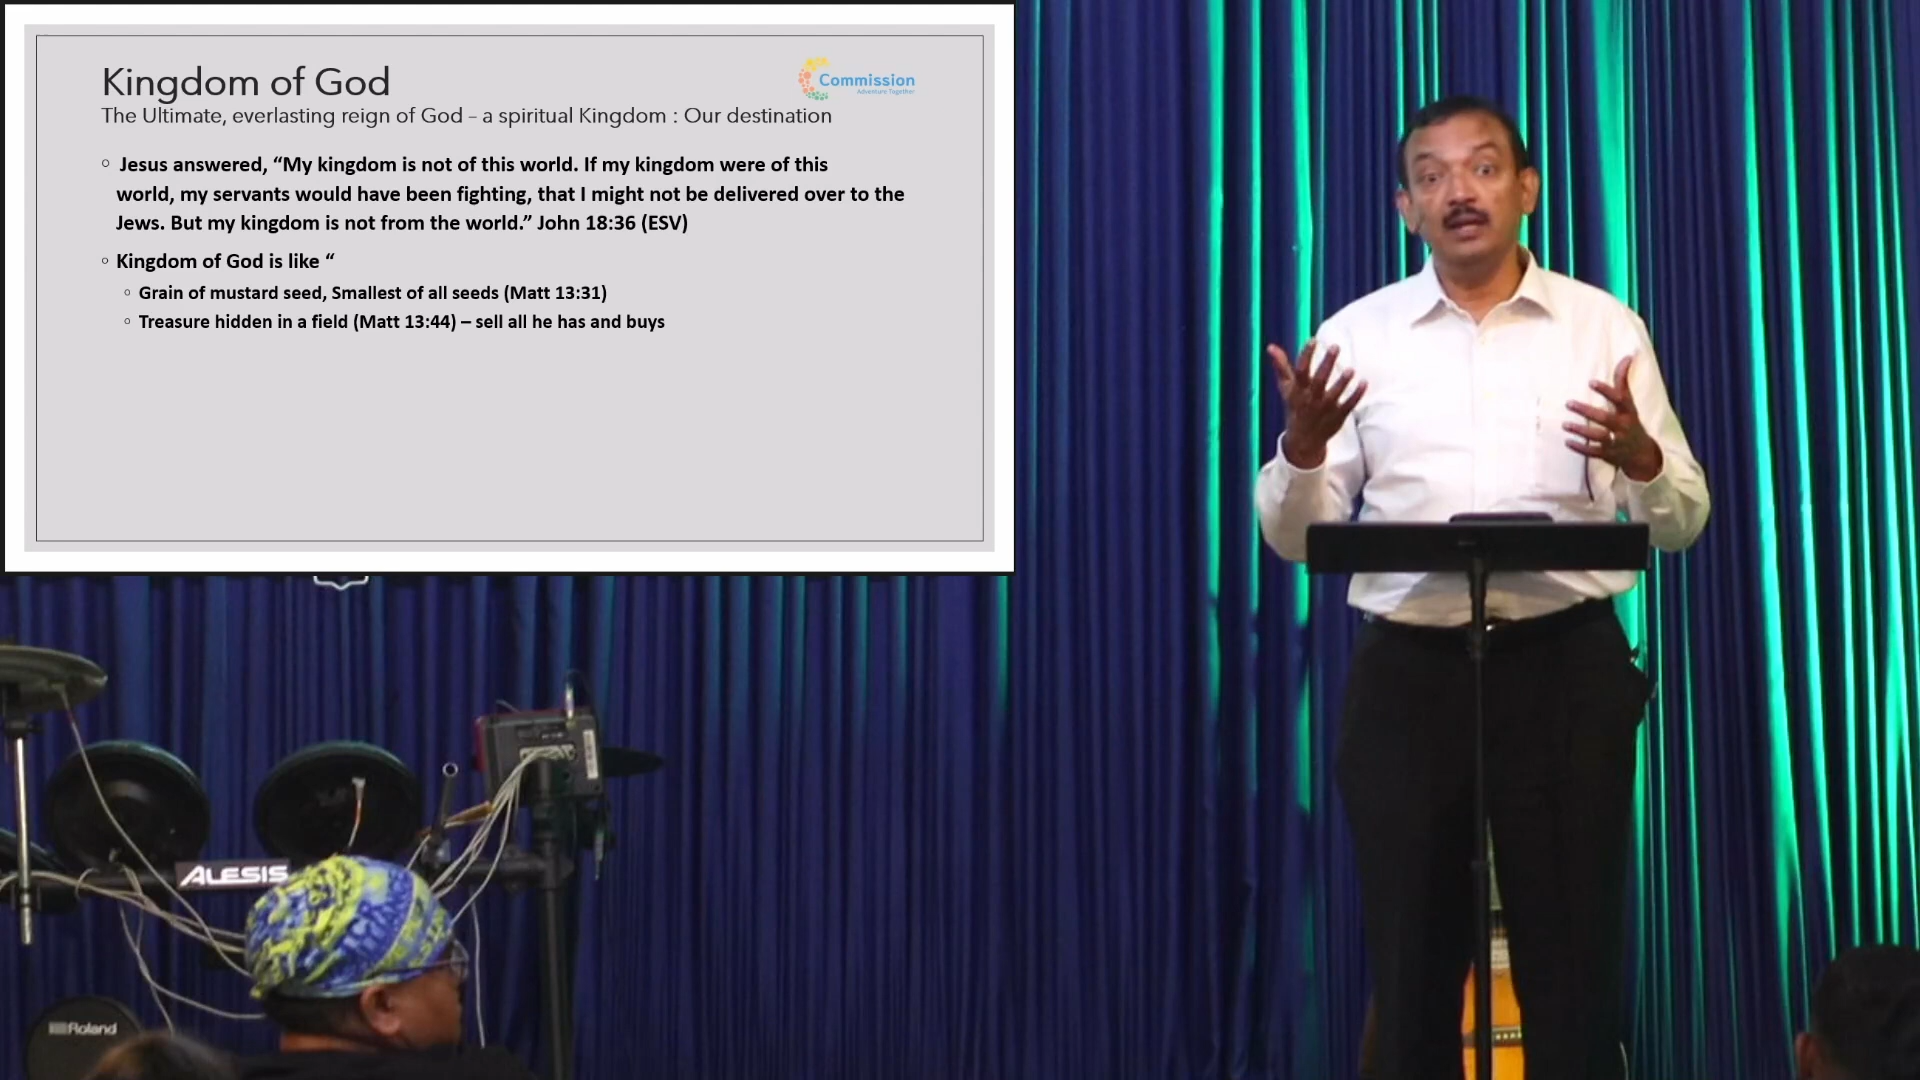 Kingdom of God
Commission
Adventure Together
The Ultimate, everlasting reign of God – a spiritual Kingdom : Our destination
Jesus answered, “My kingdom is not of this world. If my kingdom were of this
world, my servants would have been fighting, that I might not be delivered over to the
Jews. But my kingdom is not from the world.” John 18:36 (ESV)
Kingdom of God is like “
Grain of mustard seed, Smallest of all seeds (Matt 13:31)
Treasure hidden in a field (Matt 13:44) – sell all he has and buys
ALESIS
Roland